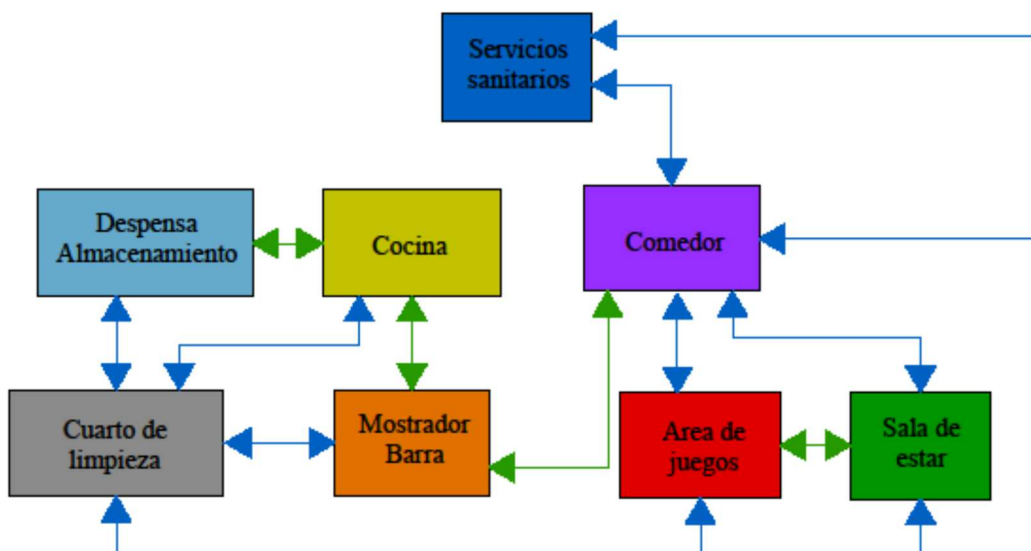 Servicios
sanitarios
Despensa
Almacenamiento
Cocina
Comedor
Cuarto de
limpieza
Mostrador
Barra
Area de
juegos
Sala de
estar